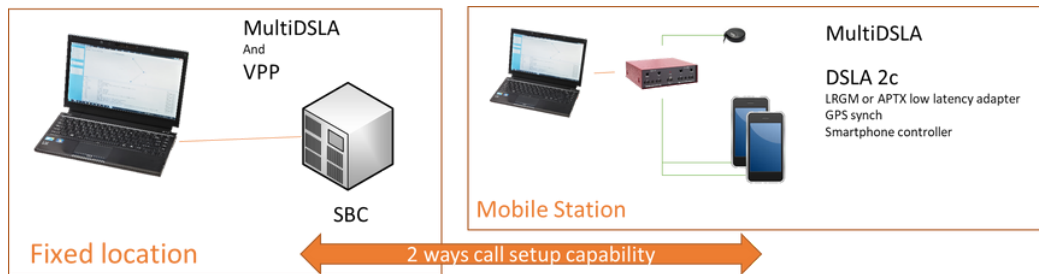 MultiDSLA
And
VPP
SBC
Fixed location
MultiDSLA
DSLA 2c
LRGM or APTX low latency adapter
GPS synch
Smartphone controller
Mobile Station
2 ways call setup capability